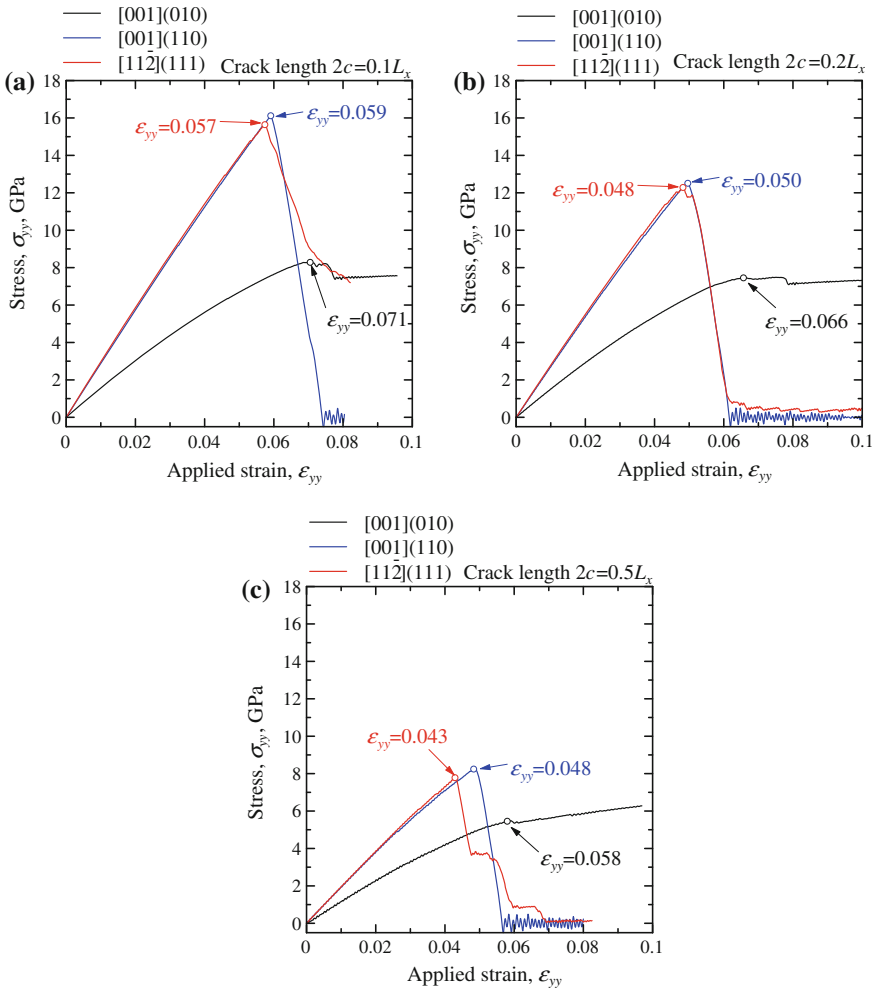 [001](010)
[001](110)
[112̄](111) Crack length 2c=0.1Lₓ
(a)
18
16
14
12
10
8
6
4
2
0
Stress, σyy, GPa
εyy=0.057
εyy=0.059
εyy=0.071
0 0.02 0.04 0.06 0.08 0.1
Applied strain, εyy
[001](010)
[001](110)
[112̄](111) Crack length 2c=0.2Lₓ
(b)
18
16
14
12
10
8
6
4
2
0
Stress, σyy, GPa
εyy=0.048
εyy=0.050
εyy=0.066
0 0.02 0.04 0.06 0.08 0.1
Applied strain, εyy
[001](010)
[001](110)
[112̄](111) Crack length 2c=0.5Lₓ
(c)
18
16
14
12
10
8
6
4
2
0
Stress, σyy, GPa
εyy=0.043
εyy=0.048
εyy=0.058
0 0.02 0.04 0.06 0.08 0.1
Applied strain, εyy